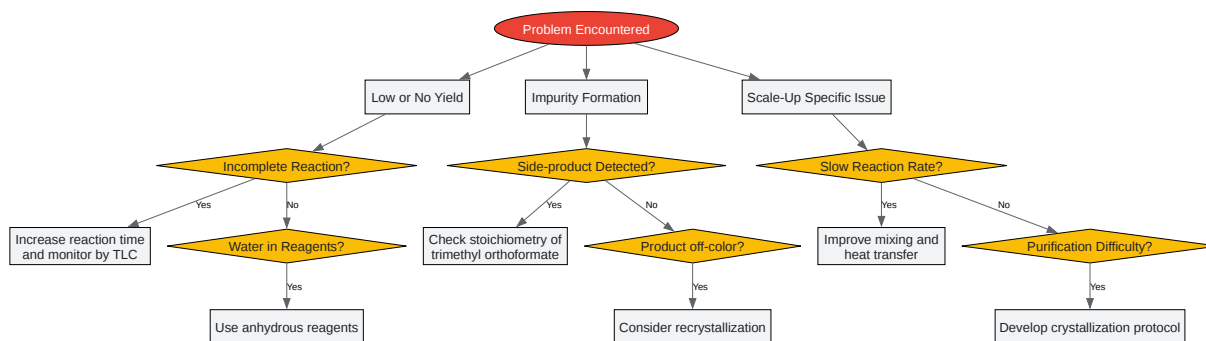 Problem Encountered
Low or No Yield
Impurity Formation
Scale-Up Specific Issue
Incomplete Reaction?
Side-product Detected?
Slow Reaction Rate?
Yes
No
Yes
No
Yes
No
Increase reaction time
and monitor by TLC
Water in Reagents?
Check stoichiometry of
trimethyl orthoformate
Product off-color?
Improve mixing and
heat transfer
Purification Difficulty?
Yes
Yes
Yes
Use anhydrous reagents
Consider recrystallization
Develop crystallization protocol